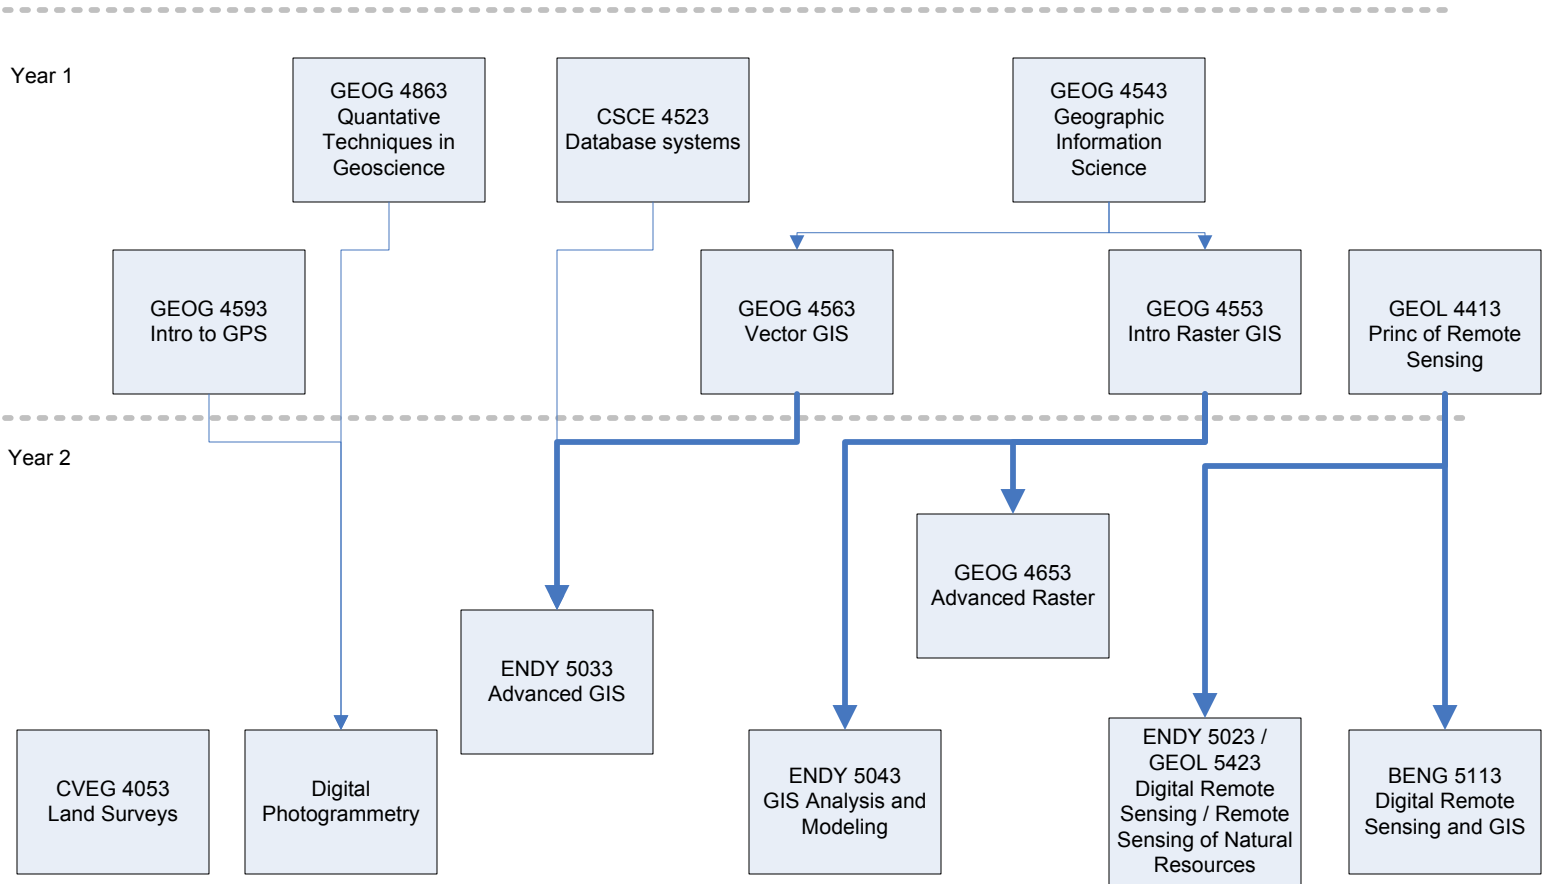 Year 1
GEOG 4863
Quantative
Techniques in
Geoscience
CSCE 4523
Database systems
GEOG 4543
Geographic
Information
Science
GEOG 4593
Intro to GPS
GEOG 4563
Vector GIS
GEOG 4553
Intro Raster GIS
GEOL 4413
Princ of Remote
Sensing
Year 2
GEOG 4653
Advanced Raster
ENDY 5033
Advanced GIS
CVEG 4053
Land Surveys
Digital
Photogrammetry
ENDY 5043
GIS Analysis and
Modeling
ENDY 5023 /
GEOL 5423
Digital Remote
Sensing / Remote
Sensing of Natural
Resources
BENG 5113
Digital Remote
Sensing and GIS